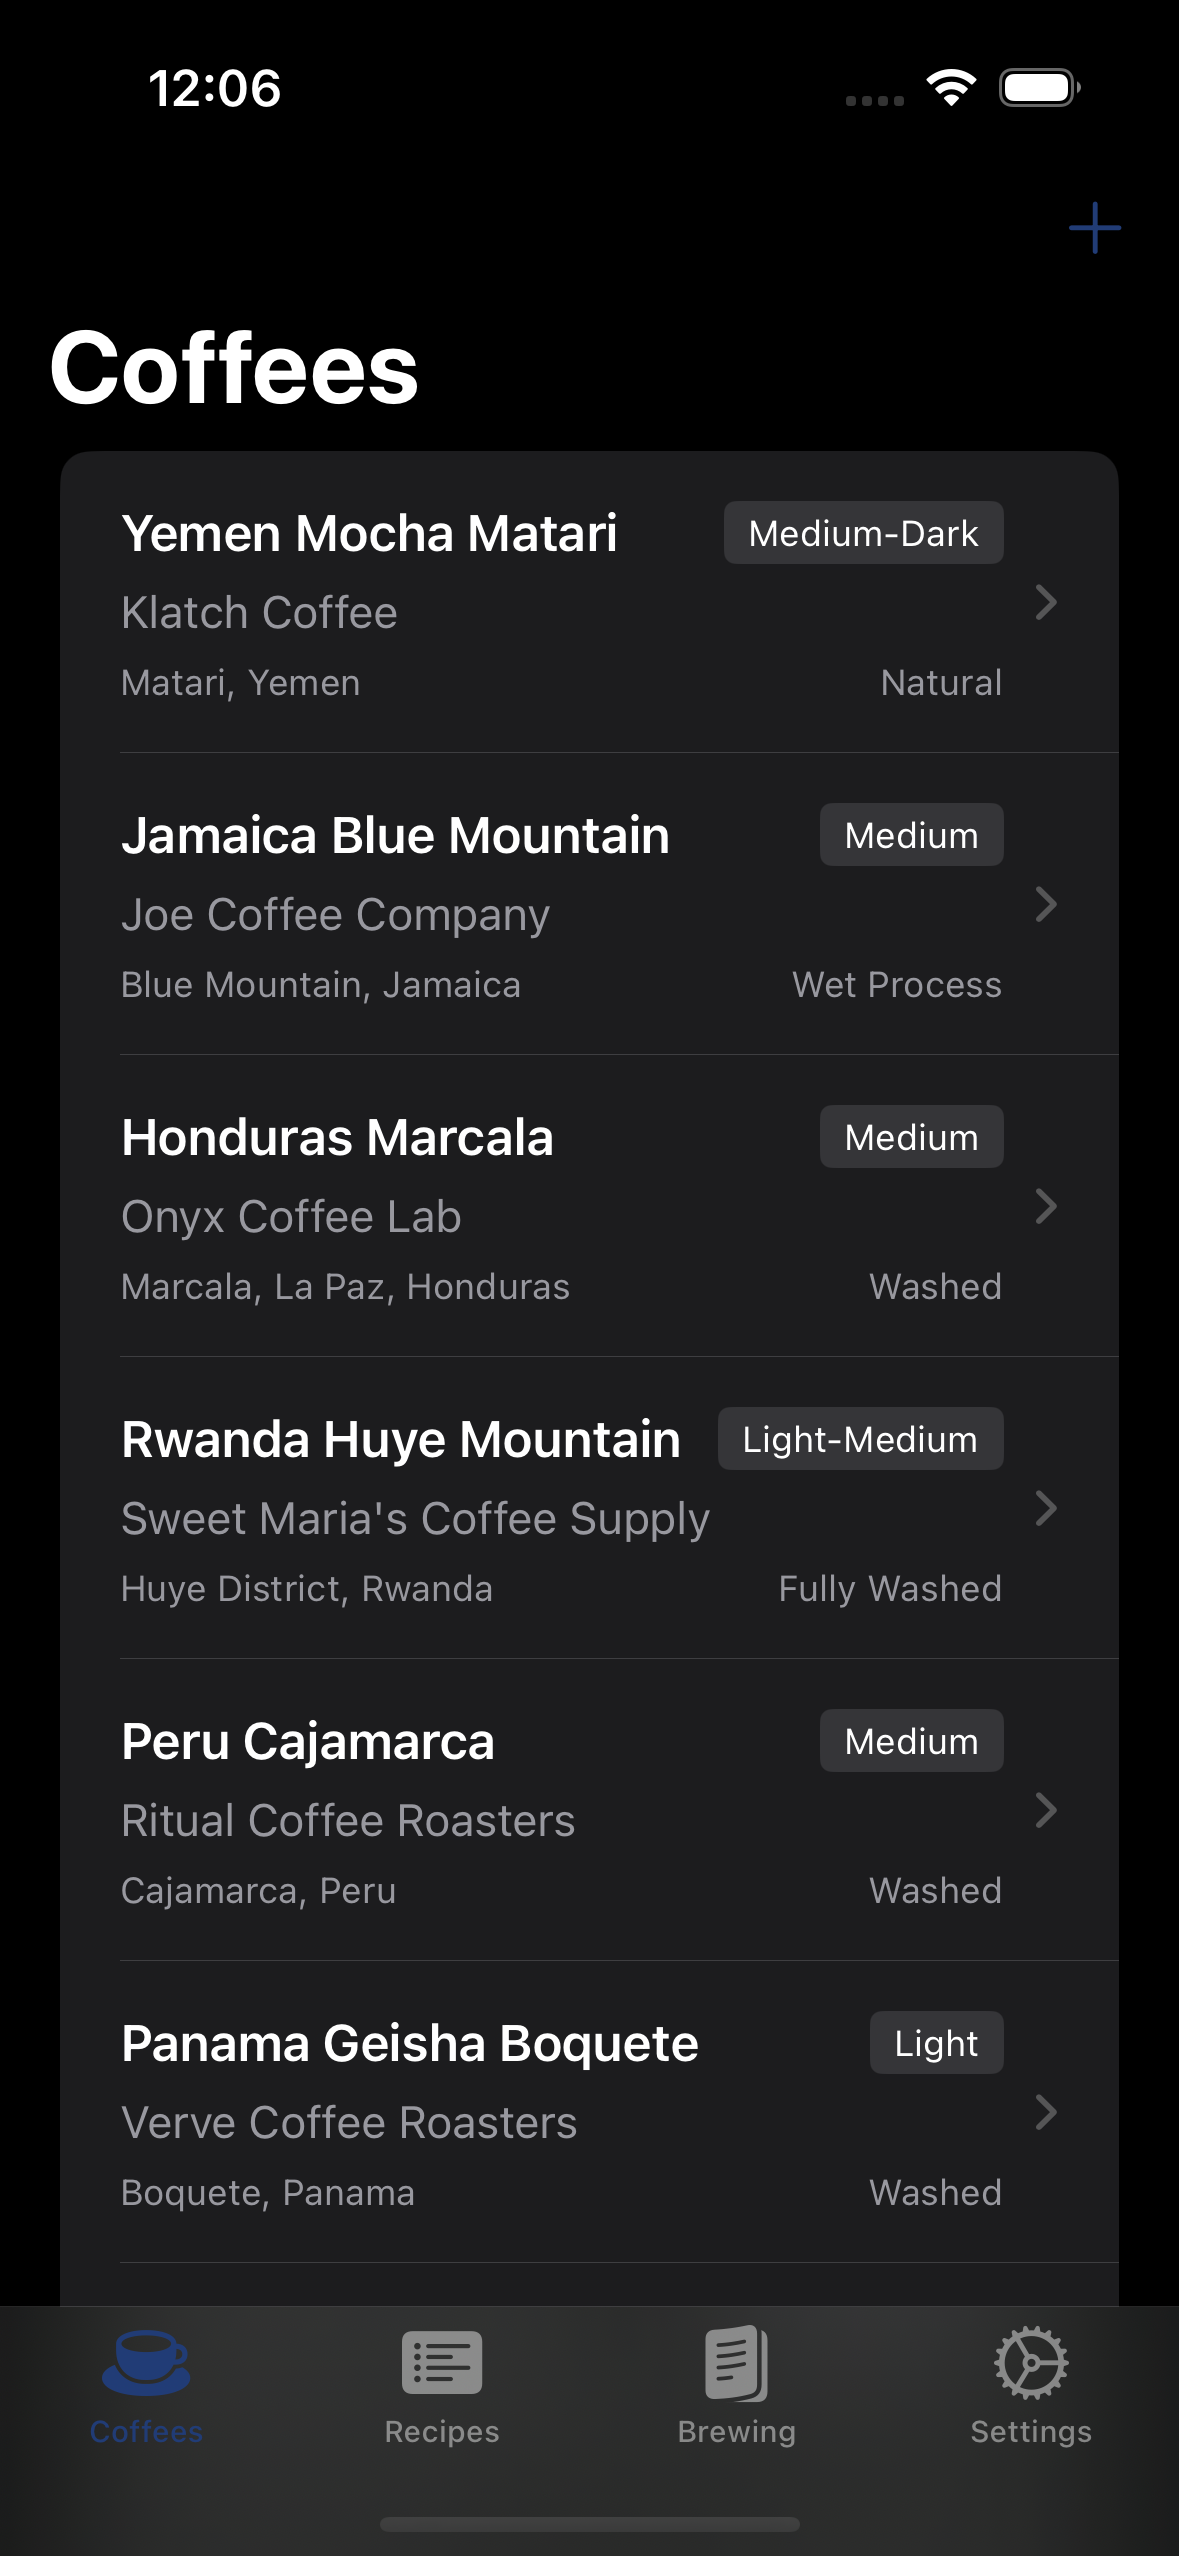 12:06
Coffees
Yemen Mocha Matari Medium-Dark
Klatch Coffee
Matari, Yemen Natural
Jamaica Blue Mountain Medium
Joe Coffee Company
Blue Mountain, Jamaica Wet Process
Honduras Marcala Medium
Onyx Coffee Lab
Marcala, La Paz, Honduras Washed
Rwanda Huye Mountain Light-Medium
Sweet Maria's Coffee Supply
Huye District, Rwanda Fully Washed
Peru Cajamarca Medium
Ritual Coffee Roasters
Cajamarca, Peru Washed
Panama Geisha Boquete Light
Verve Coffee Roasters
Boquete, Panama Washed
Coffees Recipes Brewing Settings